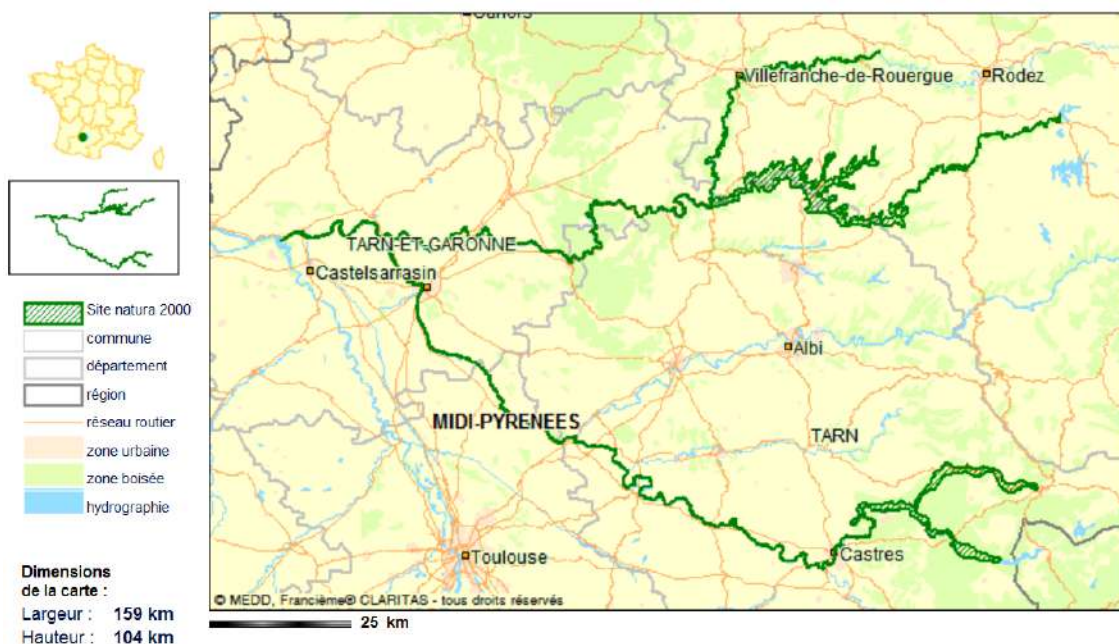 Site natura 2000
commune
département
région
réseau routier
zone urbaine
zone boisée
hydrographie
Dimensions
de la carte :
Largeur : 159 km
Hauteur : 104 km
Villefranche-de-Rouergue
Rodez
TARN-ET-GARONNE
Castelsarrasin
Albi
MIDI-PYRENEES
TARN
Toulouse
Castres
© MEDD, Francième® CLARITAS - tous droits réservés
25 km